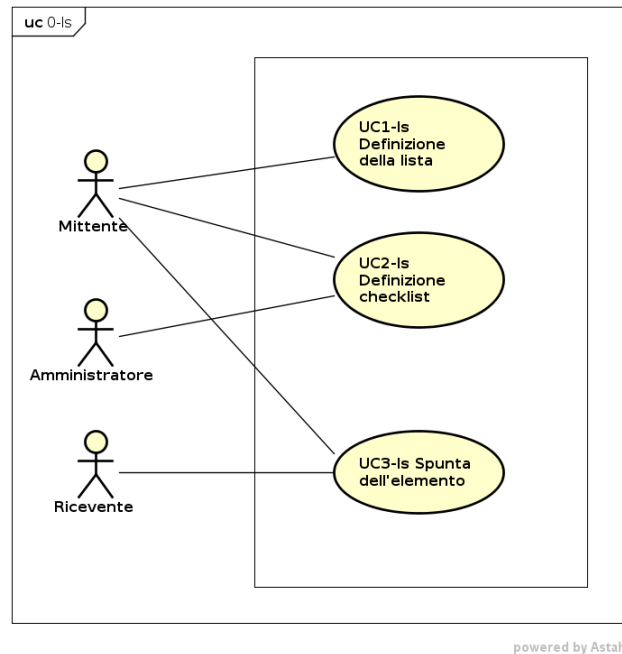 uc 0-ls
UC1-ls
Definizione
della lista
Mittente
UC2-ls
Definizione
checklist
Amministratore
UC3-ls Spunta
dell'elemento
Ricevente
powered by Astah